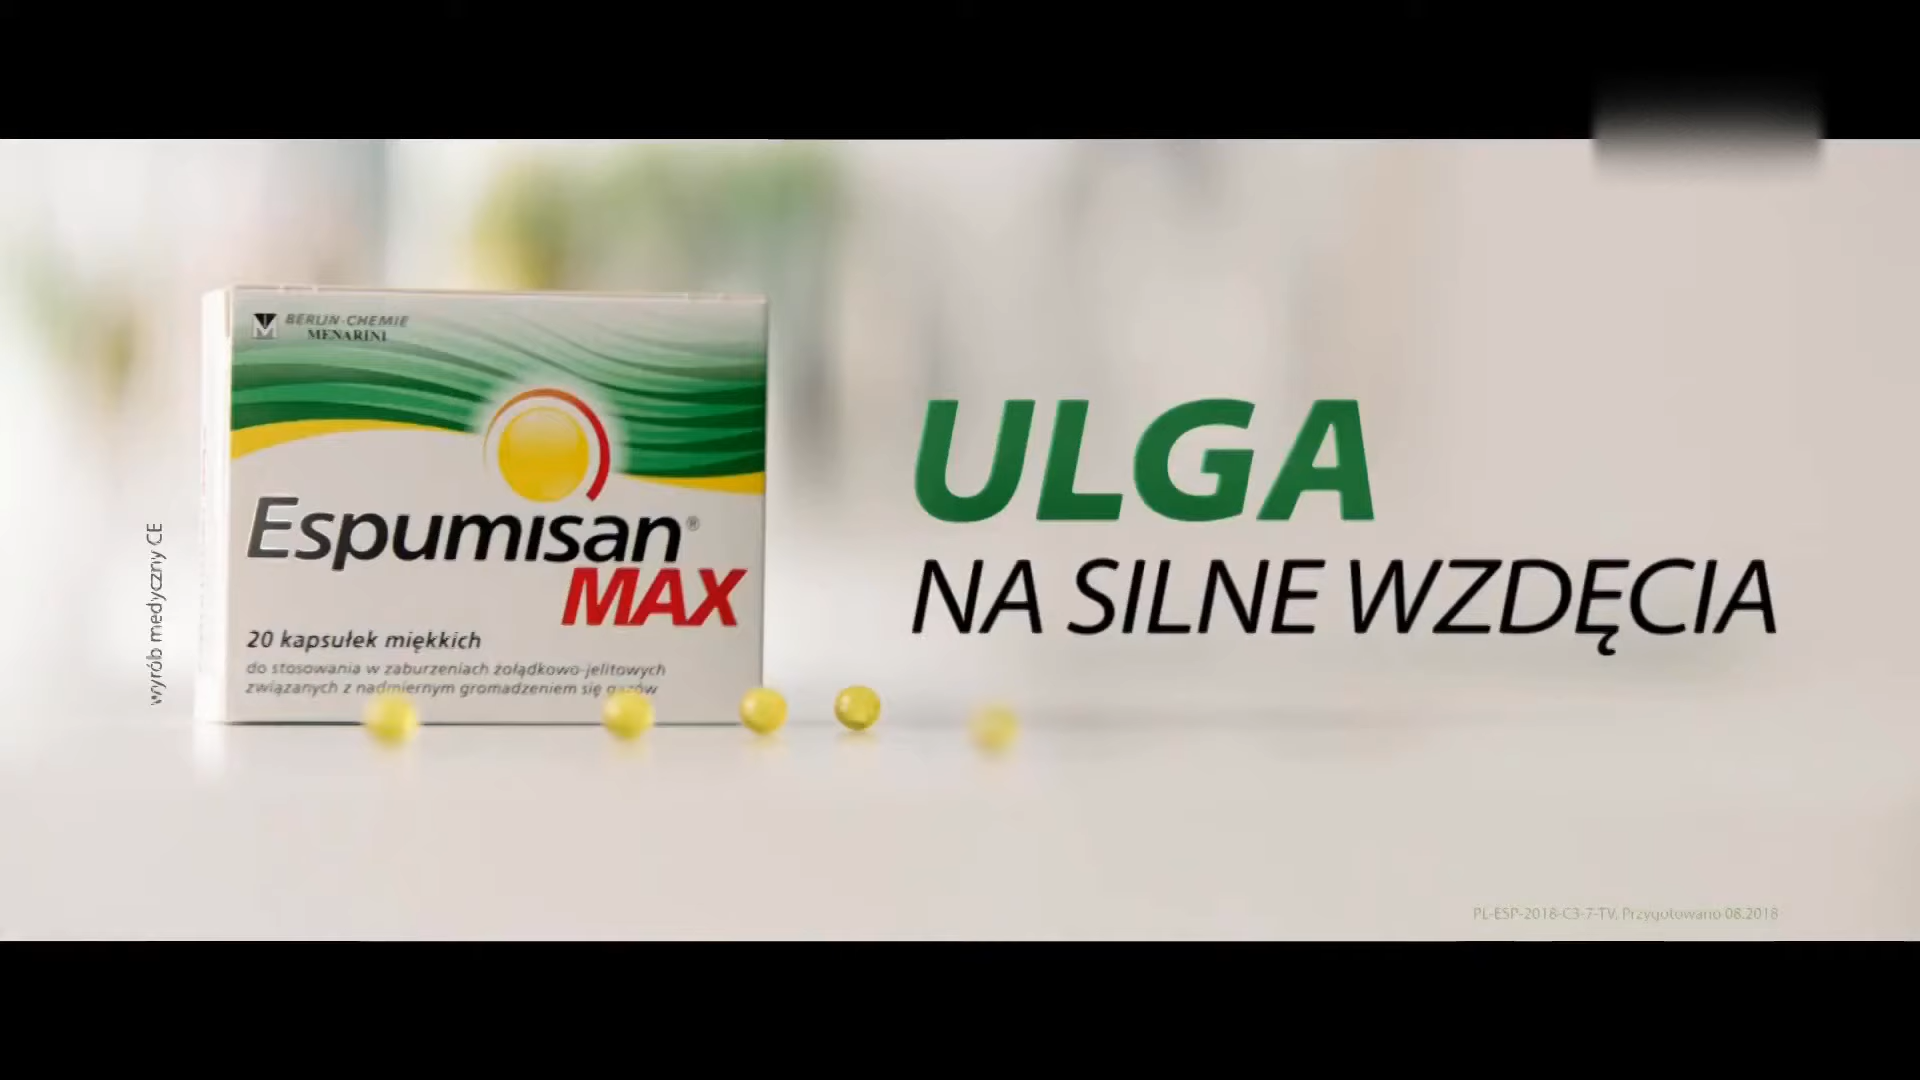 BERLIN-CHEMIE
MENARINI
Espumisan®
MAX
20 kapsułek miękkich
do stosowania w zaburzeniach żołądkowo-jelitowych
związanych z nadmiernym gromadzeniem się gazów
wyrób medyczny CE
ULGA
NA SILNE WZDĘCIA
PL-ESP-2018-C3-7-TV. Przygotowano 08.2018